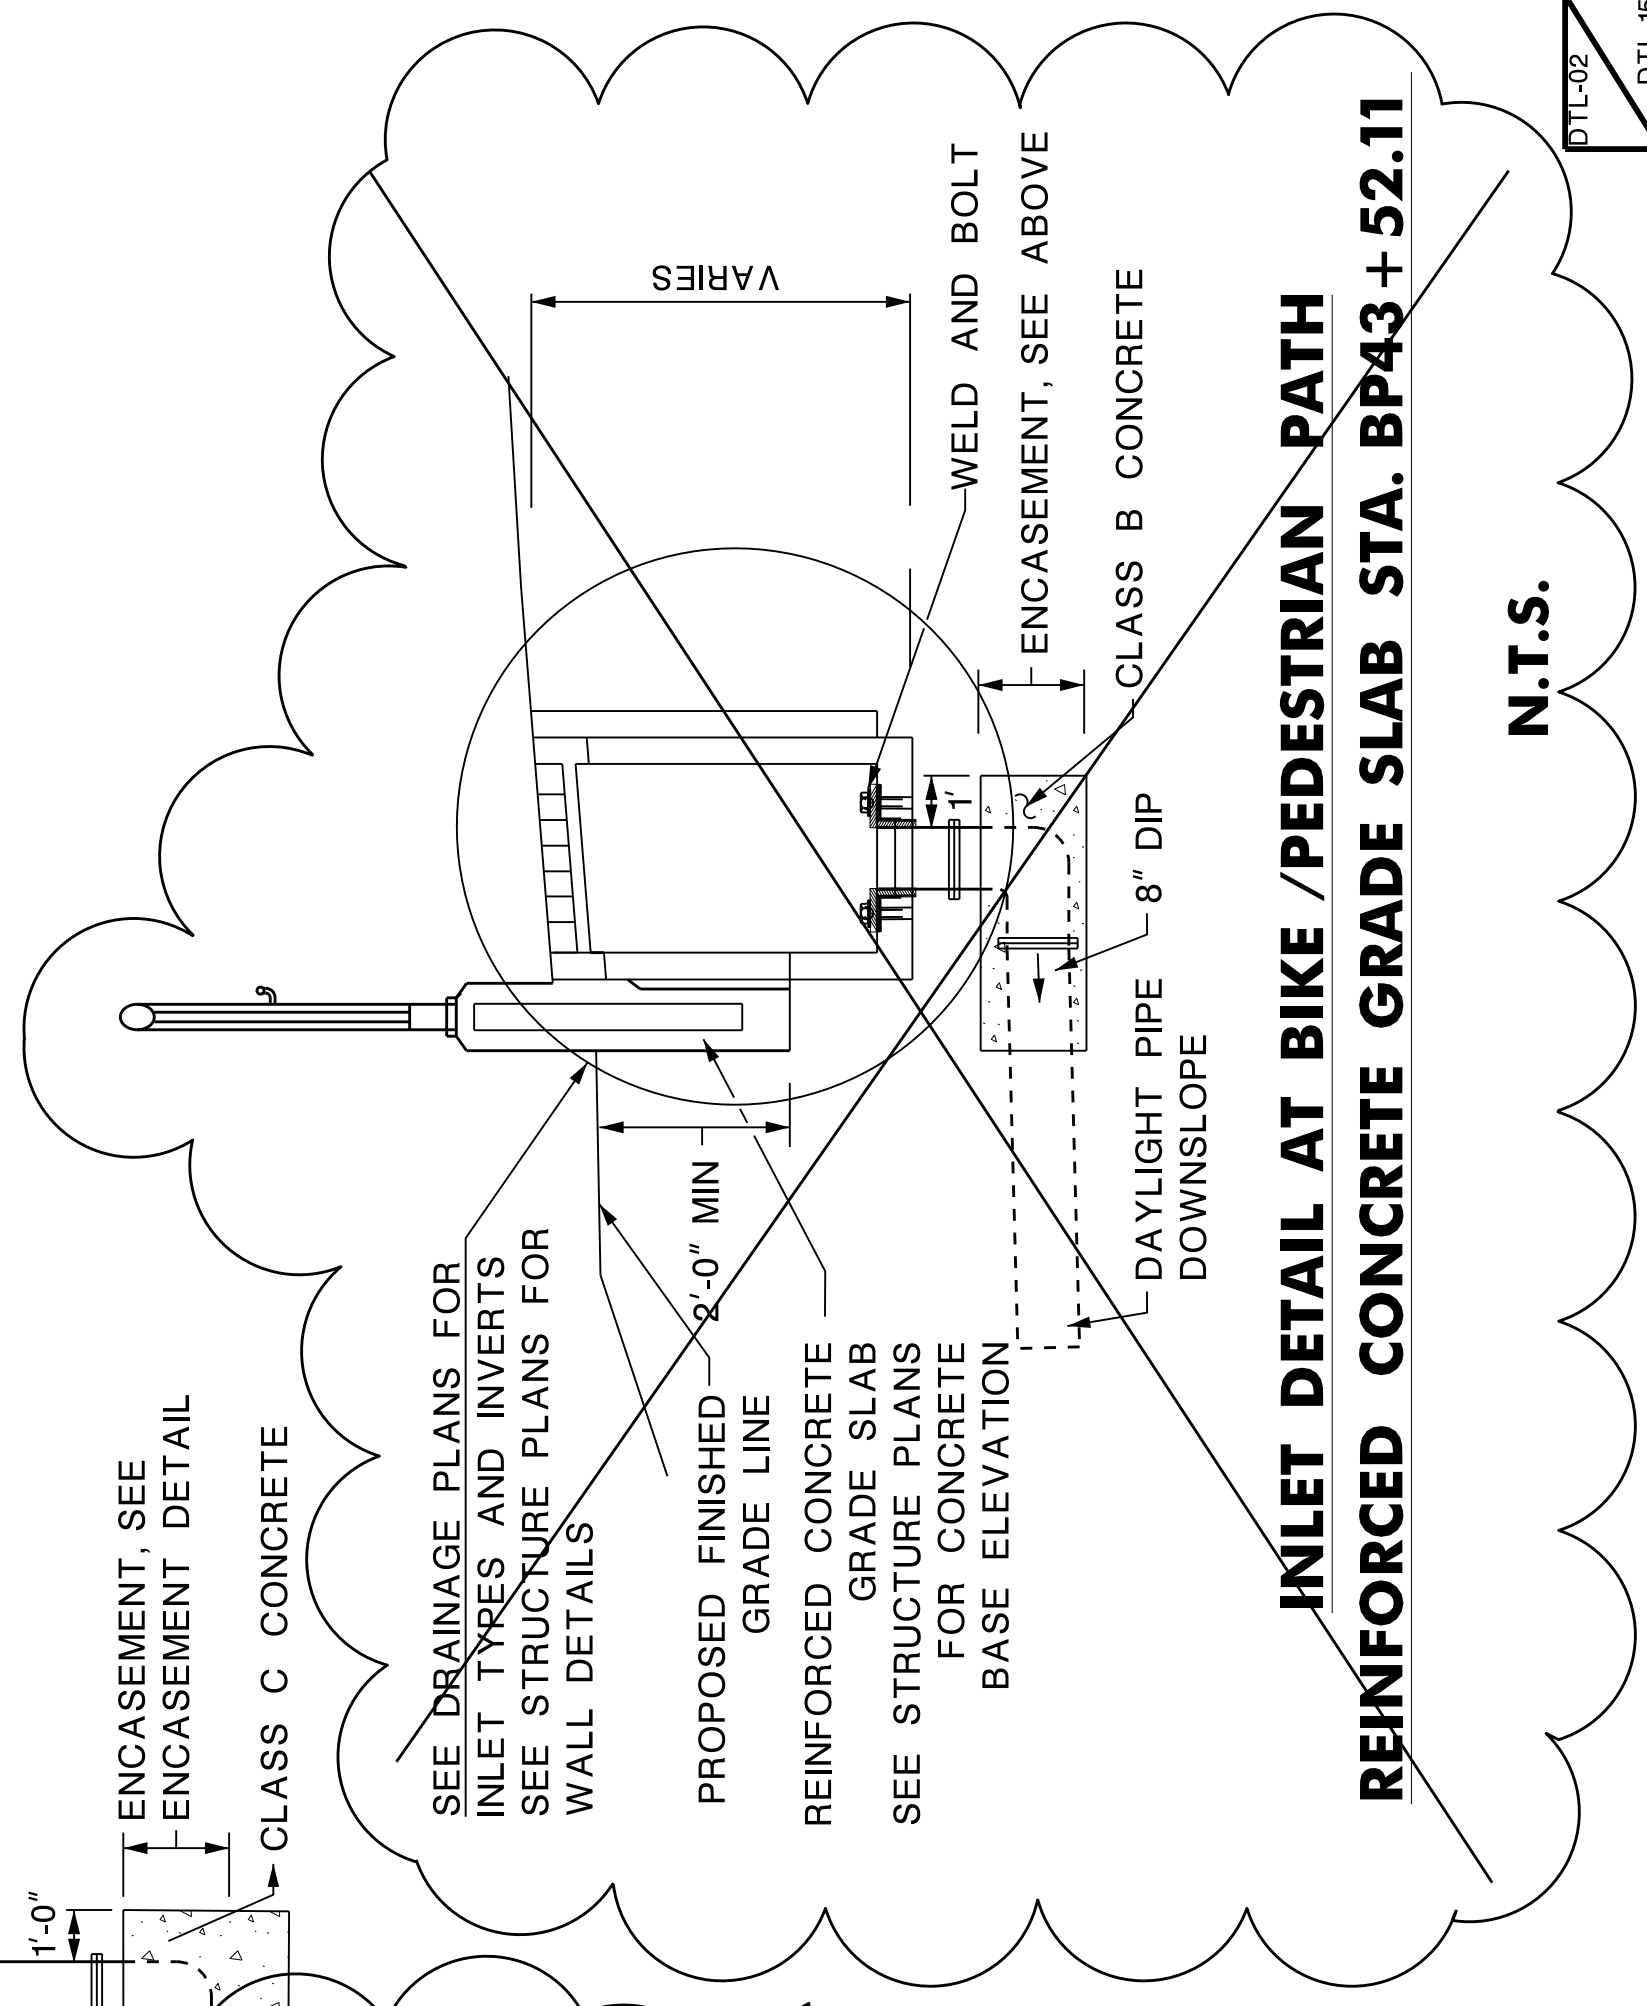 1'-0"
ENCASEMENT, SEE
ENCASEMENT DETAIL
CLASS C CONCRETE
SEE DRAINAGE PLANS FOR
INLET TYPES AND INVERTS
SEE STRUCTURE PLANS FOR
WALL DETAILS
2'-0" MIN
PROPOSED FINISHED
GRADE LINE
REINFORCED CONCRETE
GRADE SLAB
SEE STRUCTURE PLANS
FOR CONCRETE
BASE ELEVATION
VARIES
WELD AND BOLT
1'
ENCASEMENT, SEE ABOVE
CLASS B CONCRETE
8" DIP
DAYLIGHT PIPE
DOWNSLOPE
INLET DETAIL AT BIKE /PEDESTRIAN PATH
REINFORCED CONCRETE GRADE SLAB STA. BP43+52.11
N.T.S.
DTL-02